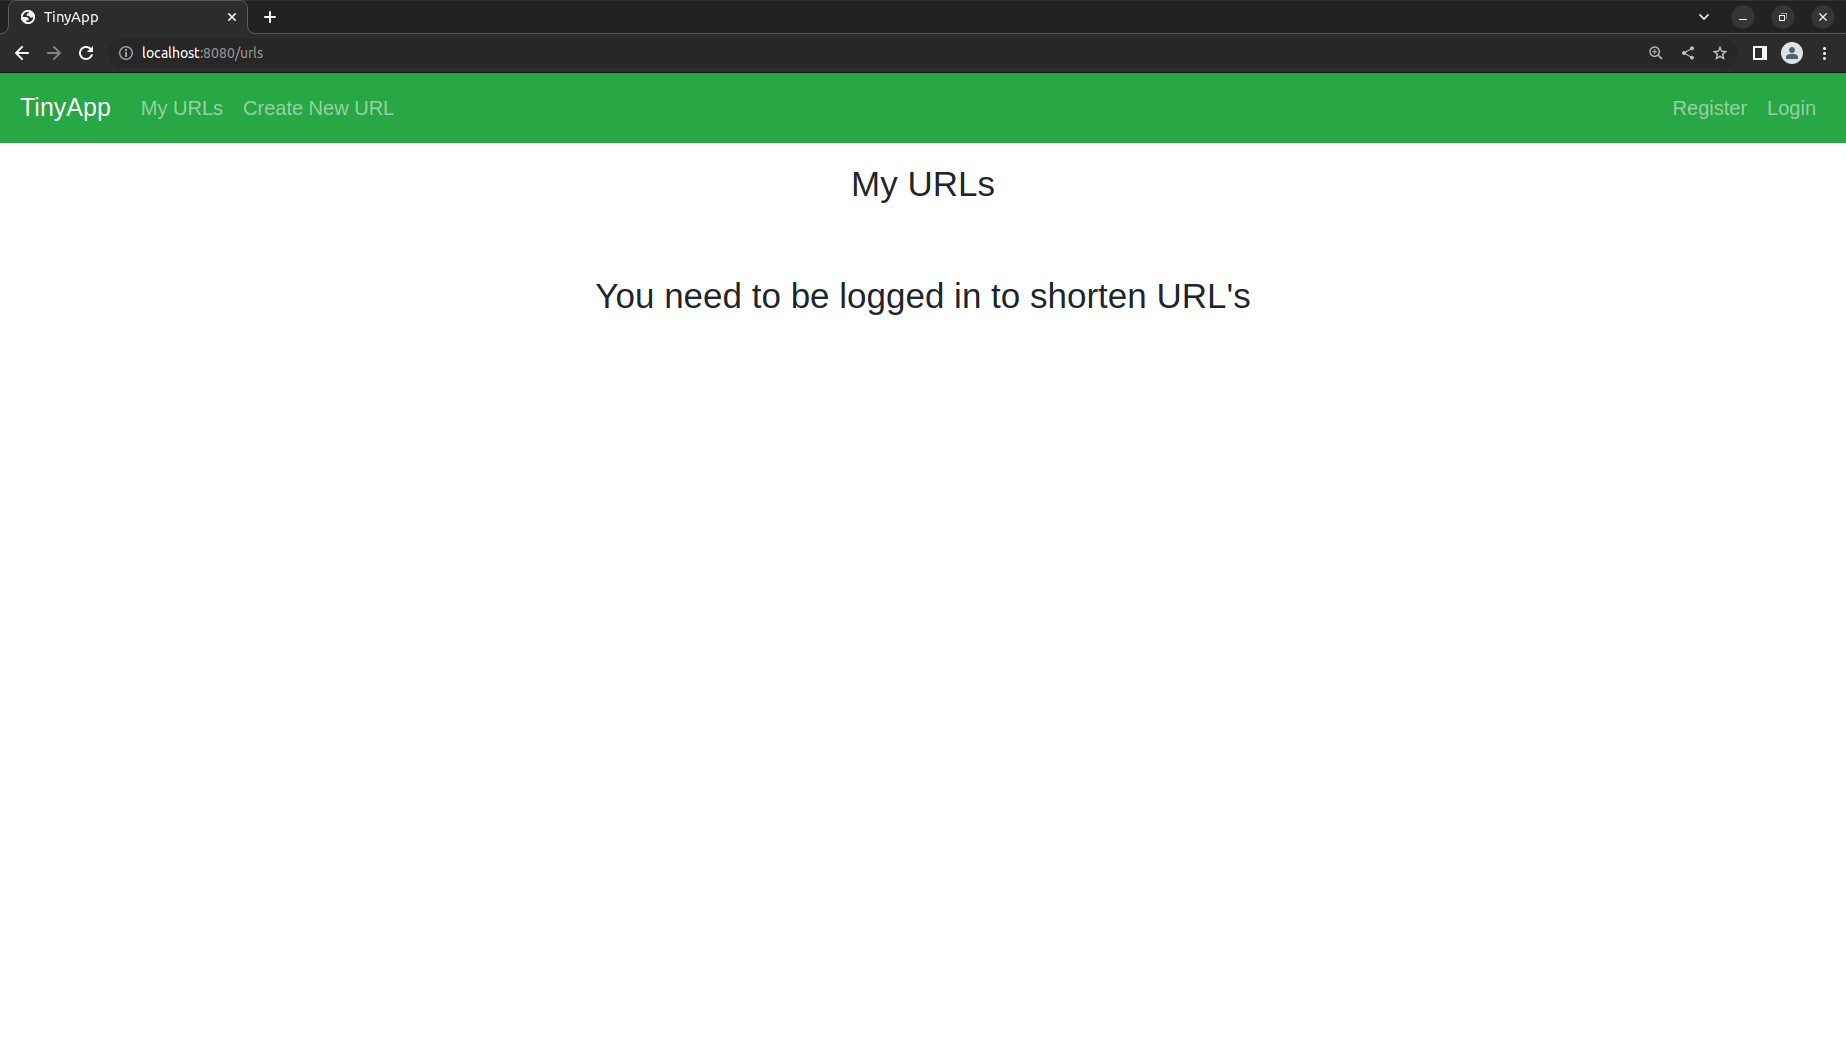 TinyApp
localhost:8080/urls
TinyApp My URLs Create New URL Register Login
My URLs
You need to be logged in to shorten URL's